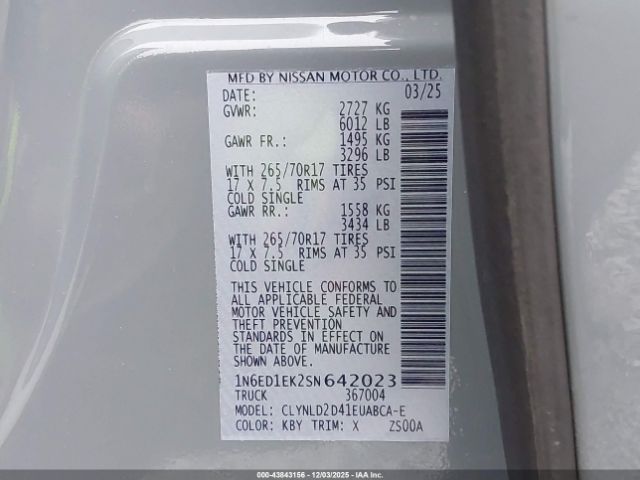 MFD BY NISSAN MOTOR CO., LTD.
DATE: 03/25
GVWR: 2727 KG
6012 LB
GAWR FR.: 1495 KG
3296 LB
WITH 265/70R17 TIRES
17 X 7.5 RIMS AT 35 PSI
COLD SINGLE
GAWR RR.: 1558 KG
3434 LB
WITH 265/70R17 TIRES
17 X 7.5 RIMS AT 35 PSI
COLD SINGLE
THIS VEHICLE CONFORMS TO
ALL APPLICABLE FEDERAL
MOTOR VEHICLE SAFETY AND
THEFT PREVENTION
STANDARDS IN EFFECT ON
THE DATE OF MANUFACTURE
SHOWN ABOVE.
1N6ED1EK2SN642023
TRUCK 367004
MODEL: CLYNLD2D41EUABCA-E
COLOR: KBY TRIM: X ZS00A
000-43843156 - 12/03/2025 - IAAI.COM